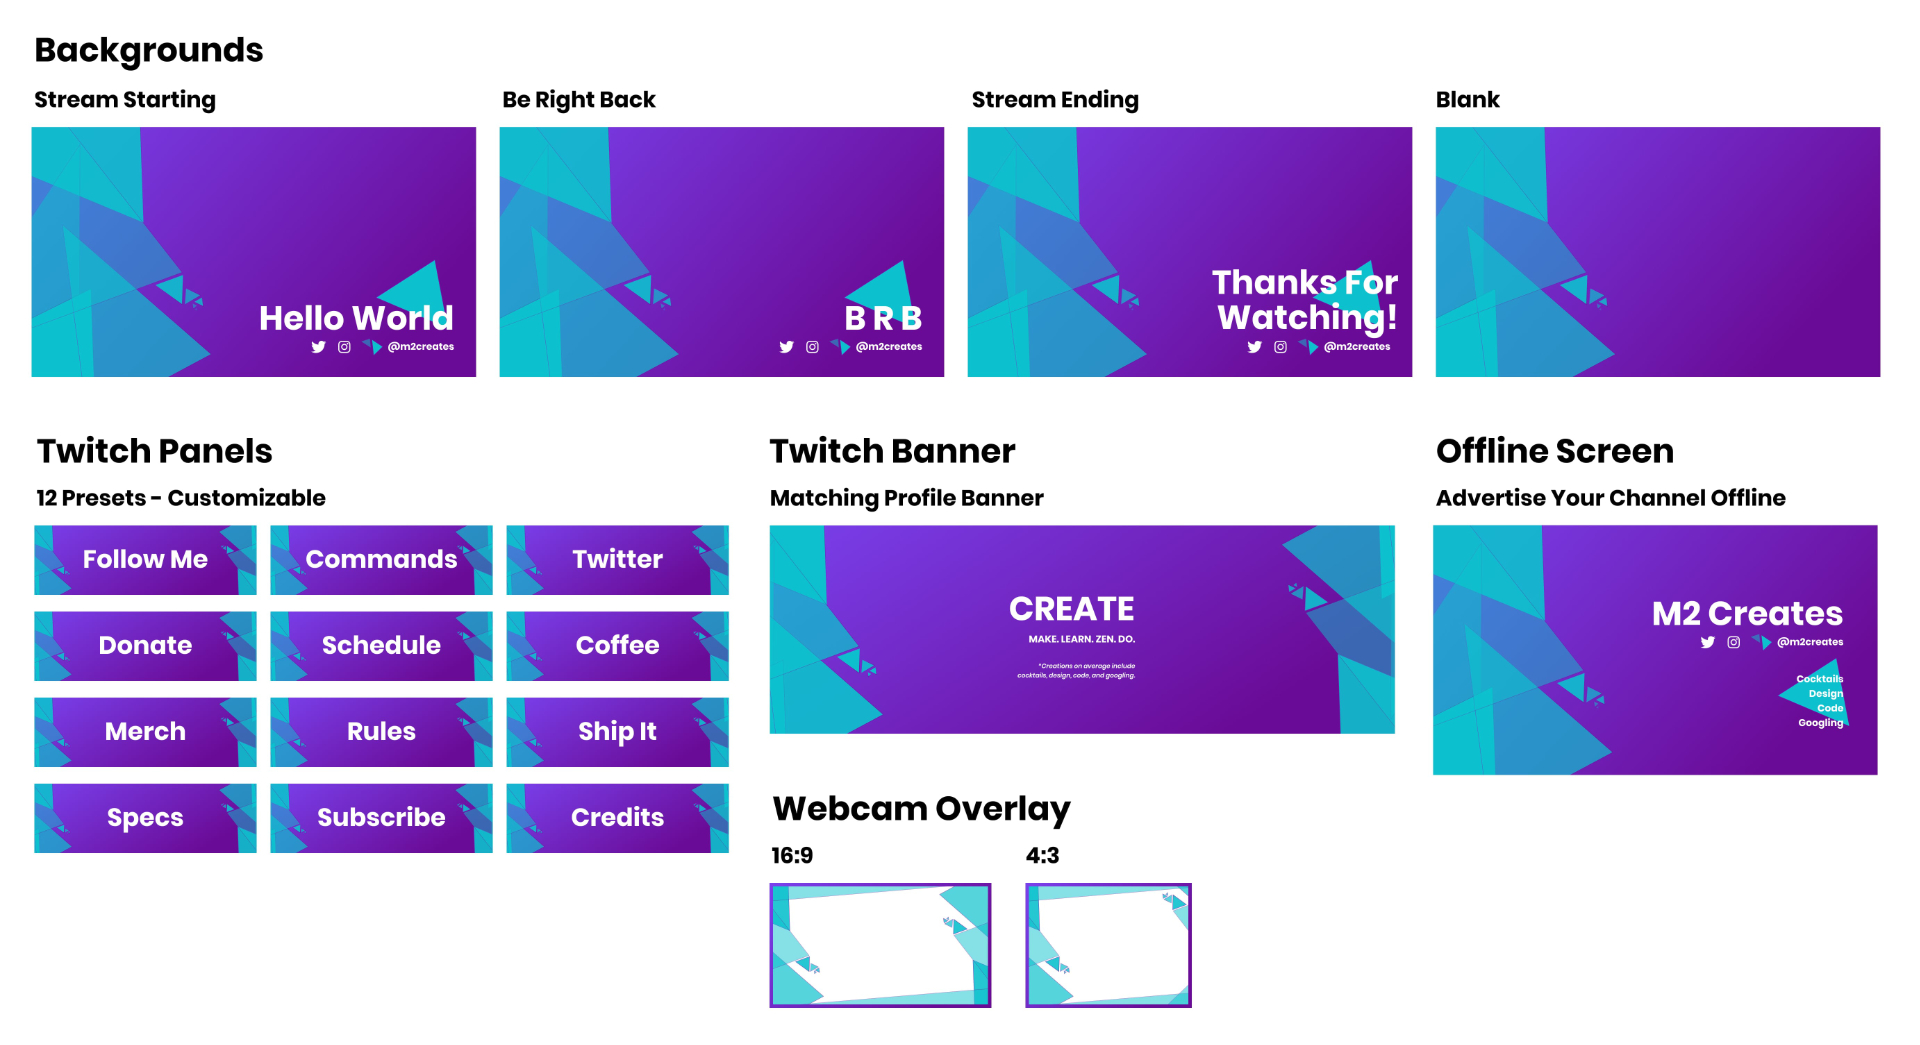 Backgrounds
Stream Starting
Be Right Back
Stream Ending
Blank
Hello World
@m2creates
B R B
@m2creates
Thanks For
Watching!
@m2creates
Twitch Panels
12 Presets - Customizable
Follow Me
Commands
Twitter
Donate
Schedule
Coffee
Merch
Rules
Ship It
Specs
Subscribe
Credits
Twitch Banner
Matching Profile Banner
CREATE
MAKE. LEARN. ZEN. DO.
*Creations on average include
cocktails, design, code, and googling.
Offline Screen
Advertise Your Channel Offline
M2 Creates
@m2creates
Cocktails
Design
Code
Googling
Webcam Overlay
16:9
4:3